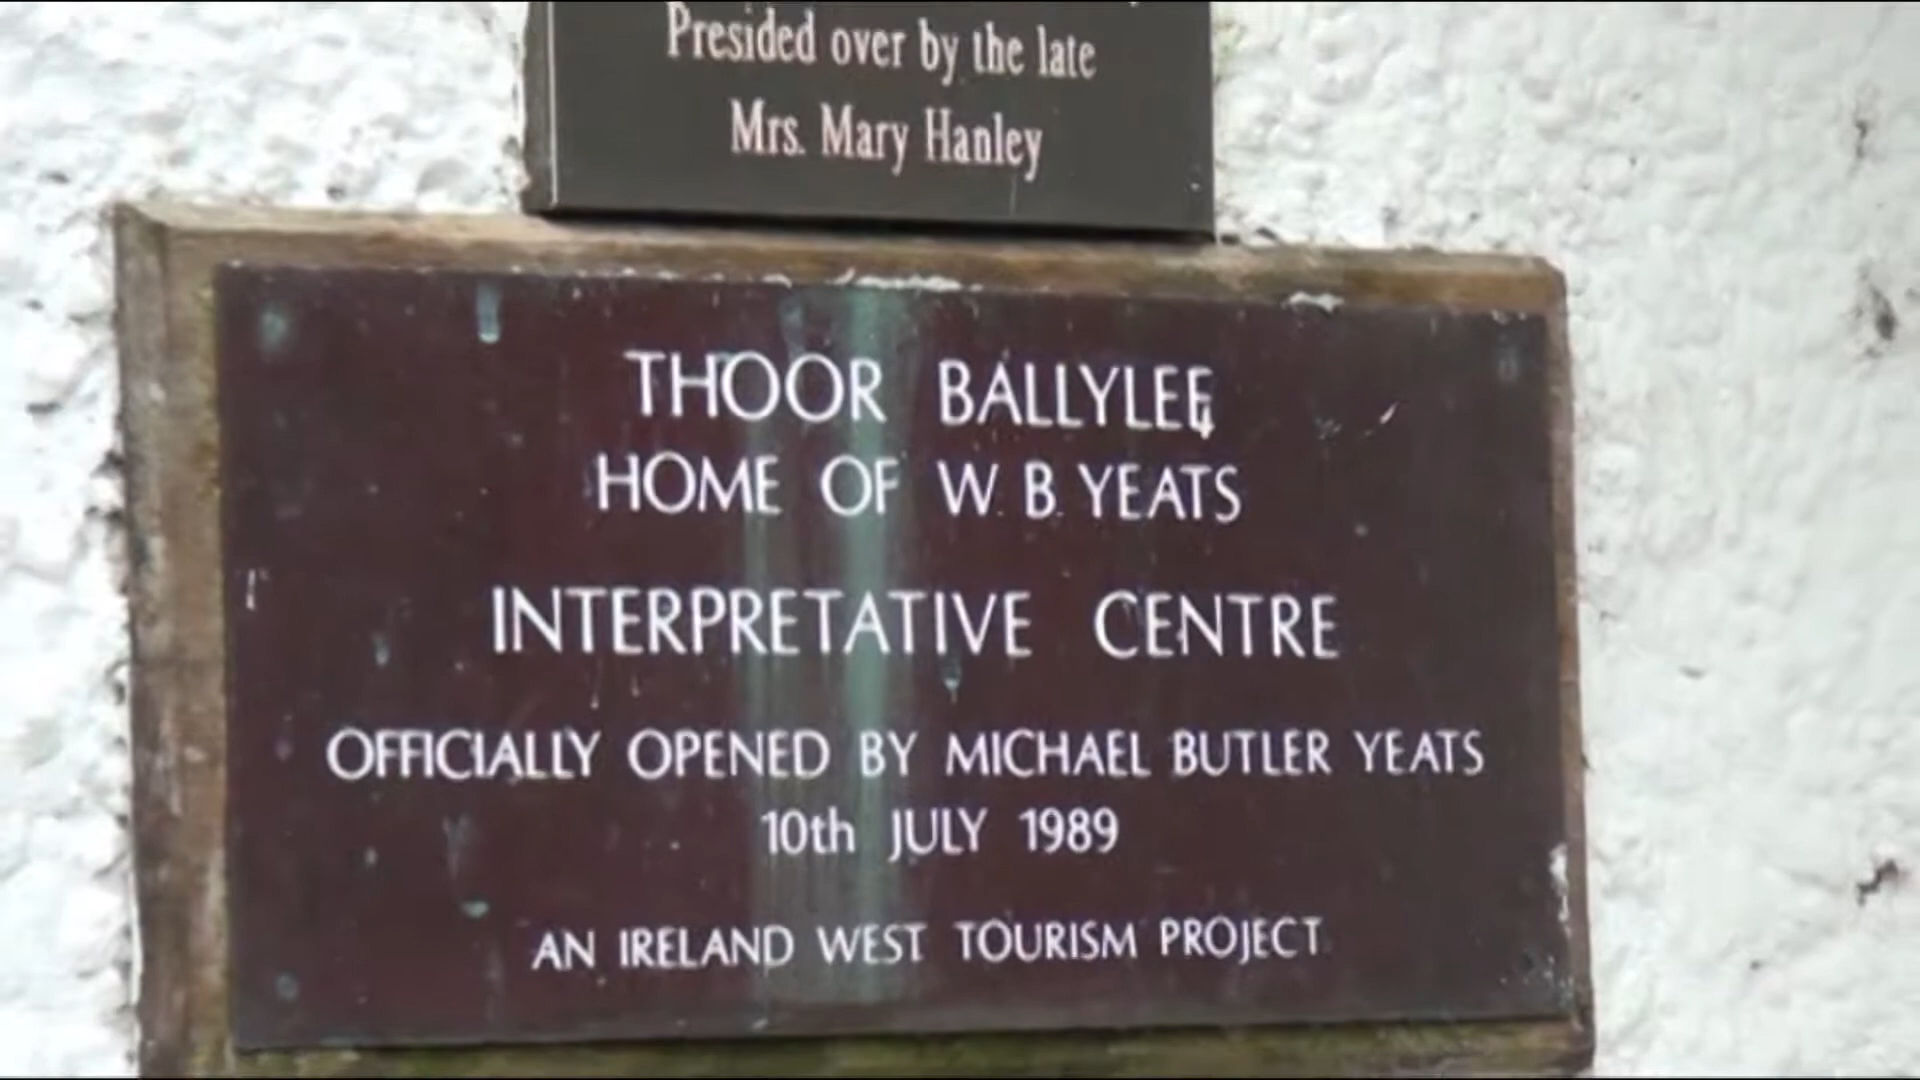 Presided over by the late
Mrs. Mary Hanley
THOOR BALLYLEE
HOME OF W. B. YEATS
INTERPRETATIVE CENTRE
OFFICIALLY OPENED BY MICHAEL BUTLER YEATS
10th JULY 1989
AN IRELAND WEST TOURISM PROJECT